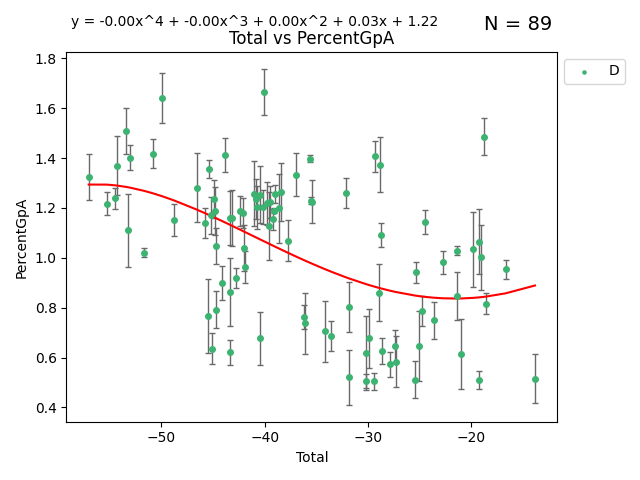 y = -0.00x^4 + -0.00x^3 + 0.00x^2 + 0.03x + 1.22
N = 89
Total vs PercentGpA
D
1.8
1.6
1.4
1.2
1.0
0.8
0.6
0.4
PercentGpA
−50
−40
−30
−20
Total